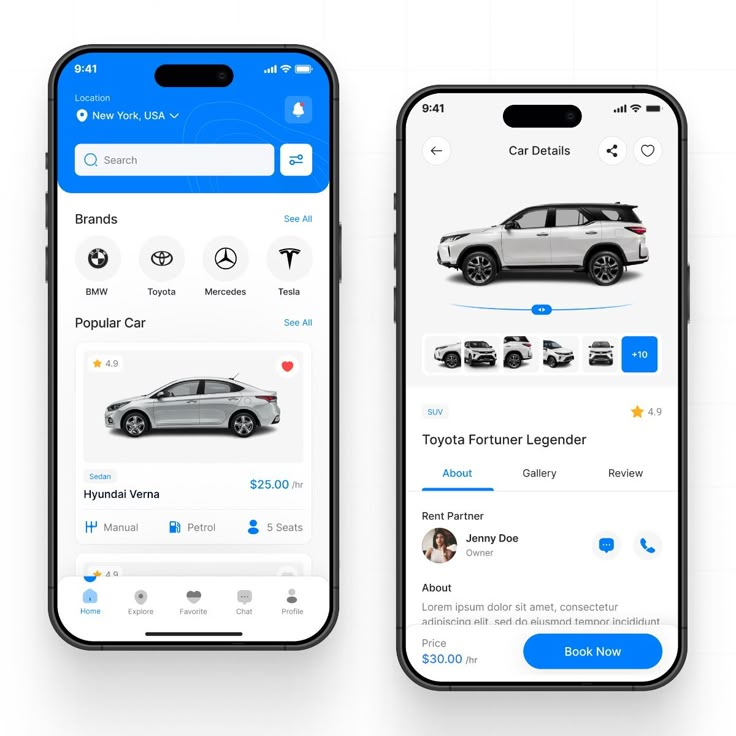 9:41
Location
New York, USA
Search
Brands
See All
BMW
Toyota
Mercedes
Tesla
Popular Car
See All
4.9
Sedan
Hyundai Verna
$25.00 /hr
Manual
Petrol
5 Seats
4.9
Home
Explore
Favorite
Chat
Profile
9:41
Car Details
+10
SUV
4.9
Toyota Fortuner Legender
About
Gallery
Review
Rent Partner
Jenny Doe
Owner
About
Lorem ipsum dolor sit amet, consectetur
adipiscing elit, sed do eiusmod tempor incididunt
Price
$30.00 /hr
Book Now